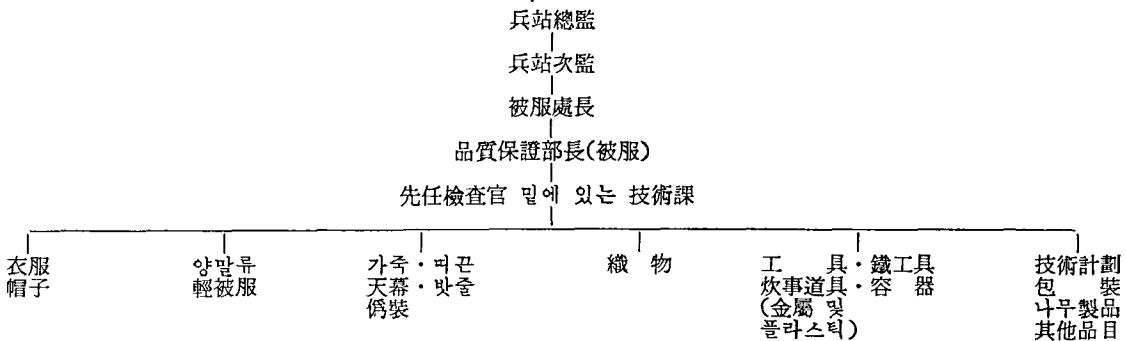 兵站總監
兵站次監
被服處長
品質保證部長(被服)
先任檢査官 밑에 있는 技術課
衣服
帽子
양말류
輕被服
가죽·떠끈
天幕·밧줄
僞裝
織 物
工 具·鐵工具
炊事道具·容 器
(金屬 및
플라스틱)
技術計劃
包 裝
나무製品
其他品目